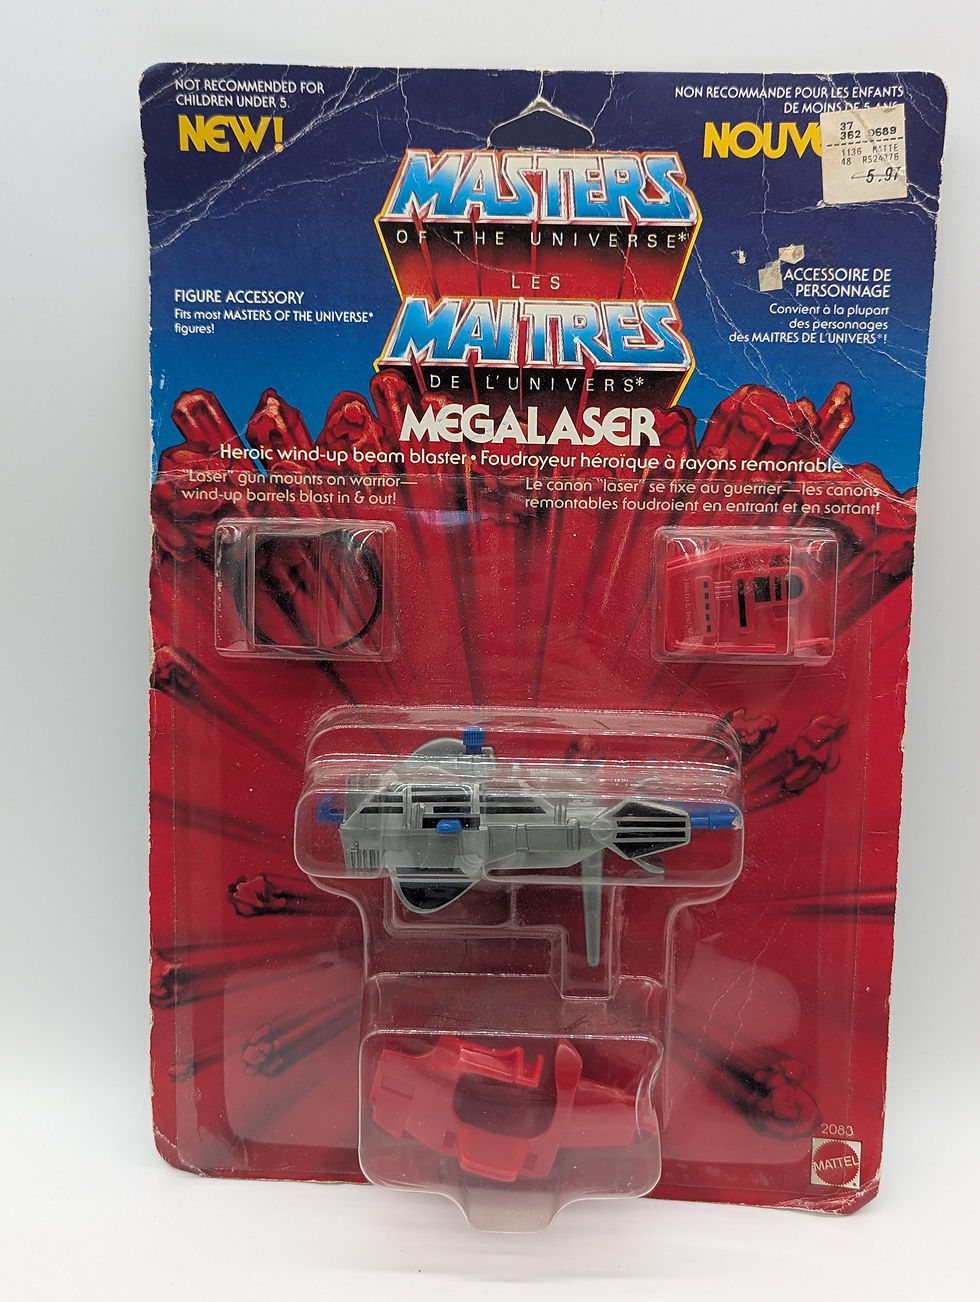 NOT RECOMMENDED FOR
CHILDREN UNDER 5.
NEW!
NON RECOMMANDE POUR LES ENFANTS
DE MOINS DE 5 ANS
37
362 0689
1136 MATTE
48 RS24276
5.97
MASTERS
OF THE UNIVERSE*
LES
MAITRES
DE L'UNIVERS*
FIGURE ACCESSORY
Fits most MASTERS OF THE UNIVERSE*
figures!
ACCESSOIRE DE
PERSONNAGE
Convient à la plupart
des personnages
des MAITRES DE L'UNIVERS*!
MEGALASER
Heroic wind-up beam blaster • Foudroyeur héroïque à rayons remontable
"Laser" gun mounts on warrior—
wind-up barrels blast in & out!
Le canon "laser" se fixe au guerrier—les canons
remontables foudroient en entrant et en sortant!
2083
MATTEL